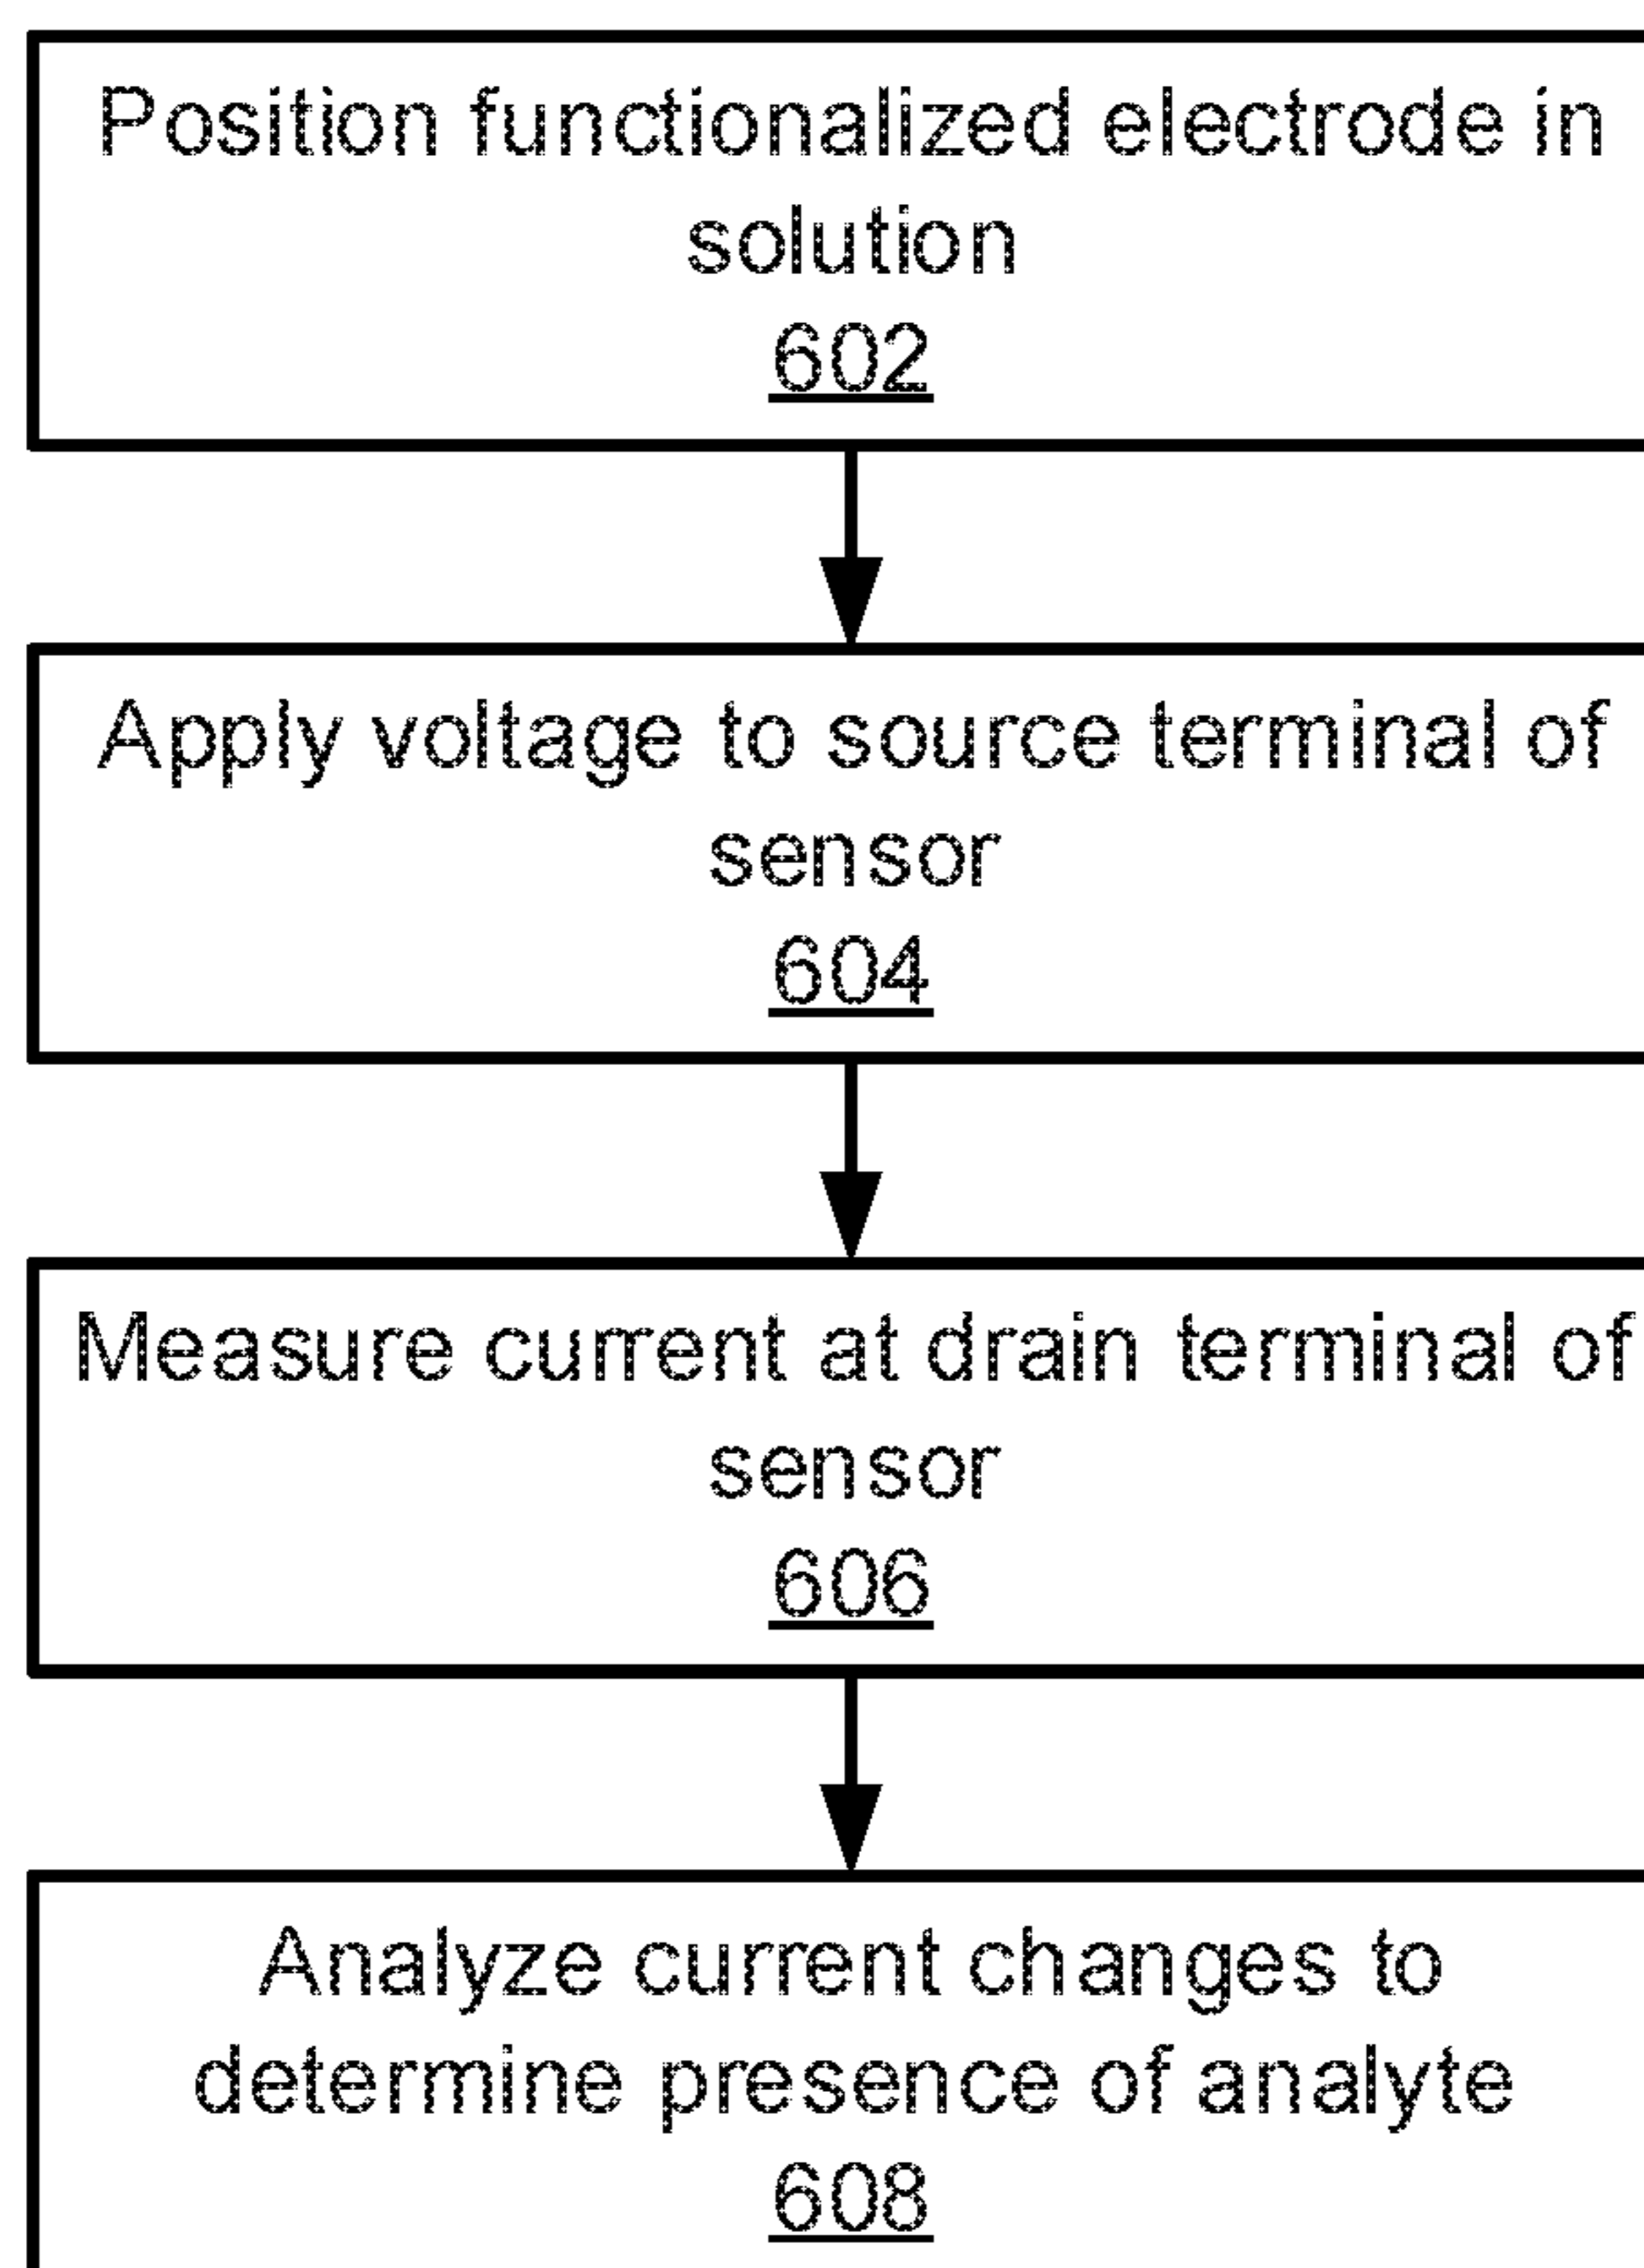 Position functionalized electrode in
solution
602
Apply voltage to source terminal of
sensor
604
Measure current at drain terminal of
sensor
606
Analyze current changes to
determine presence of analyte
608